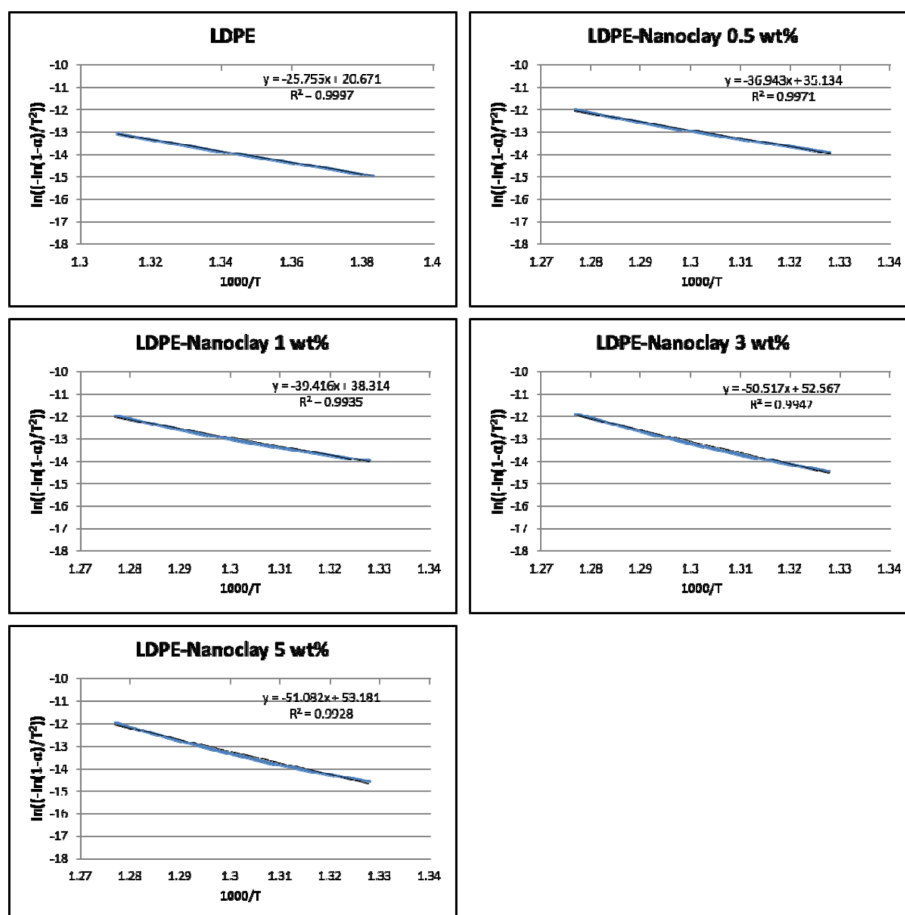 LDPE
y = -25.755x + 20.671
R² = 0.9997
ln((-ln(1-α)/T²))
-10
-11
-12
-13
-14
-15
-16
-17
-18
1.3 1.32 1.34 1.36 1.38 1.4
1000/T
LDPE-Nanoclay 0.5 wt%
y = -36.943x + 35.134
R² = 0.9971
ln((-ln(1-α)/T²))
-10
-11
-12
-13
-14
-15
-16
-17
-18
1.27 1.28 1.29 1.3 1.31 1.32 1.33 1.34
1000/T
LDPE-Nanoclay 1 wt%
y = -39.416x + 38.314
R² = 0.9935
ln((-ln(1-α)/T²))
-10
-11
-12
-13
-14
-15
-16
-17
-18
1.27 1.28 1.29 1.3 1.31 1.32 1.33 1.34
1000/T
LDPE-Nanoclay 3 wt%
y = -50.517x + 52.567
R² = 0.9947
ln((-ln(1-α)/T²))
-10
-11
-12
-13
-14
-15
-16
-17
-18
1.27 1.28 1.29 1.3 1.31 1.32 1.33 1.34
1000/T
LDPE-Nanoclay 5 wt%
y = -51.082x + 53.181
R² = 0.9928
ln((-ln(1-α)/T²))
-10
-11
-12
-13
-14
-15
-16
-17
-18
1.27 1.28 1.29 1.3 1.31 1.32 1.33 1.34
1000/T